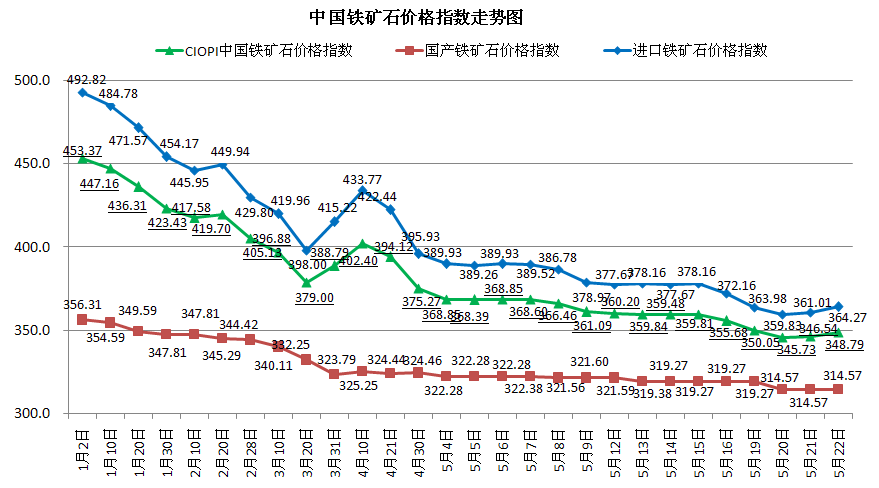 中国铁矿石价格指数走势图
CIOPI中国铁矿石价格指数 国产铁矿石价格指数 进口铁矿石价格指数
500.0
450.0
400.0
350.0
300.0
492.82 484.78 471.57 454.17 445.95 449.94 429.80 419.96 398.00 415.22 433.77 422.44 395.93 389.93 389.26 389.93 389.52 386.78 378.97 377.67 378.16 377.67 378.16 372.16 363.98 359.83 361.01 364.27
453.37 447.16 436.31 423.43 417.58 419.70 405.13 396.88 379.00 388.79 402.40 394.12 375.27 368.85 368.39 368.85 368.60 366.46 361.09 360.20 359.84 359.48 359.81 355.68 350.05 345.73 346.54 348.79
356.31 354.59 349.59 347.81 347.81 345.29 344.42 340.11 332.25 323.79 325.25 324.44 324.46 322.28 322.28 322.28 322.38 321.56 321.60 321.59 319.38 319.27 319.27 319.27 319.27 314.57 314.57 314.57
1月2日 1月10日 1月20日 1月30日 2月10日 2月20日 2月28日 3月10日 3月20日 3月31日 4月10日 4月21日 4月30日 5月4日 5月5日 5月6日 5月7日 5月8日 5月9日 5月12日 5月13日 5月14日 5月15日 5月16日 5月19日 5月20日 5月21日 5月22日